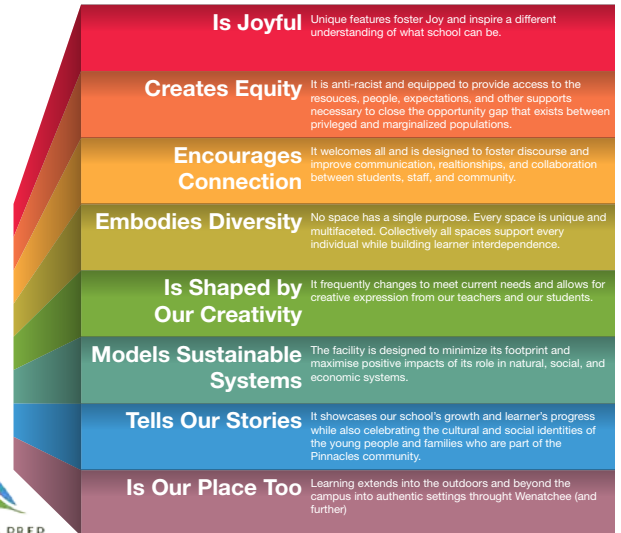 Is Joyful
Unique features foster Joy and inspire a different
understanding of what school can be.
Creates Equity
It is anti-racist and equipped to provide access to the
resouces, people, expectations, and other supports
necessary to close the opportunity gap that exists between
privleged and marginalized populations.
Encourages
Connection
It welcomes all and is designed to foster discourse and
improve communication, realtionships, and collaboration
between students, staff, and community.
Embodies Diversity
No space has a single purpose. Every space is unique and
multifaceted. Collectively all spaces support every
individual while building learner interdependence.
Is Shaped by
Our Creativity
It frequently changes to meet current needs and allows for
creative expression from our teachers and our students.
Models Sustainable
Systems
The facility is designed to minimize its footprint and
maximise positive impacts of its role in natural, social, and
economic systems.
Tells Our Stories
It showcases our school's growth and learner's progress
while also celebrating the cultural and social identities of
the young people and families who are part of the
Pinnacles community.
Is Our Place Too
Learning extends into the outdoors and beyond the
campus into authentic settings throught Wenatchee (and
further)
PREP